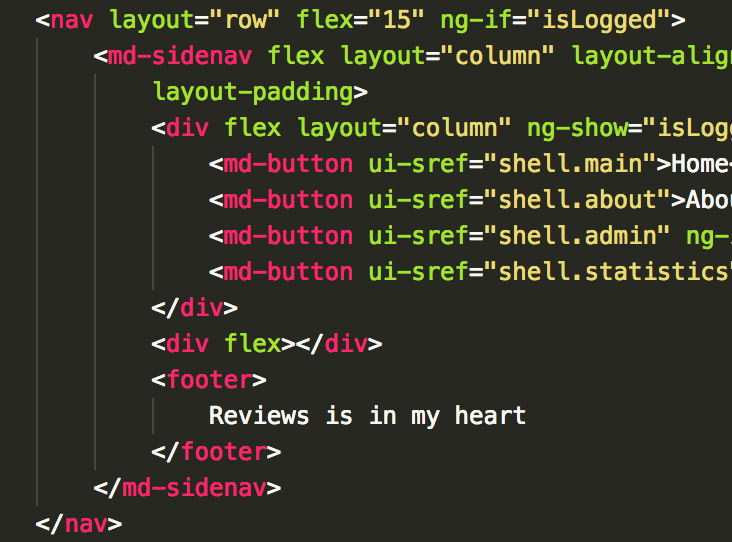 <nav layout="row" flex="15" ng-if="isLogged">
<md-sidenav flex layout="column" layout-alig
layout-padding>
<div flex layout="column" ng-show="isLogg
<md-button ui-sref="shell.main">Home<
<md-button ui-sref="shell.about">Abou
<md-button ui-sref="shell.admin" ng-
<md-button ui-sref="shell.statistics"
</div>
<div flex></div>
<footer>
Reviews is in my heart
</footer>
</md-sidenav>
</nav>